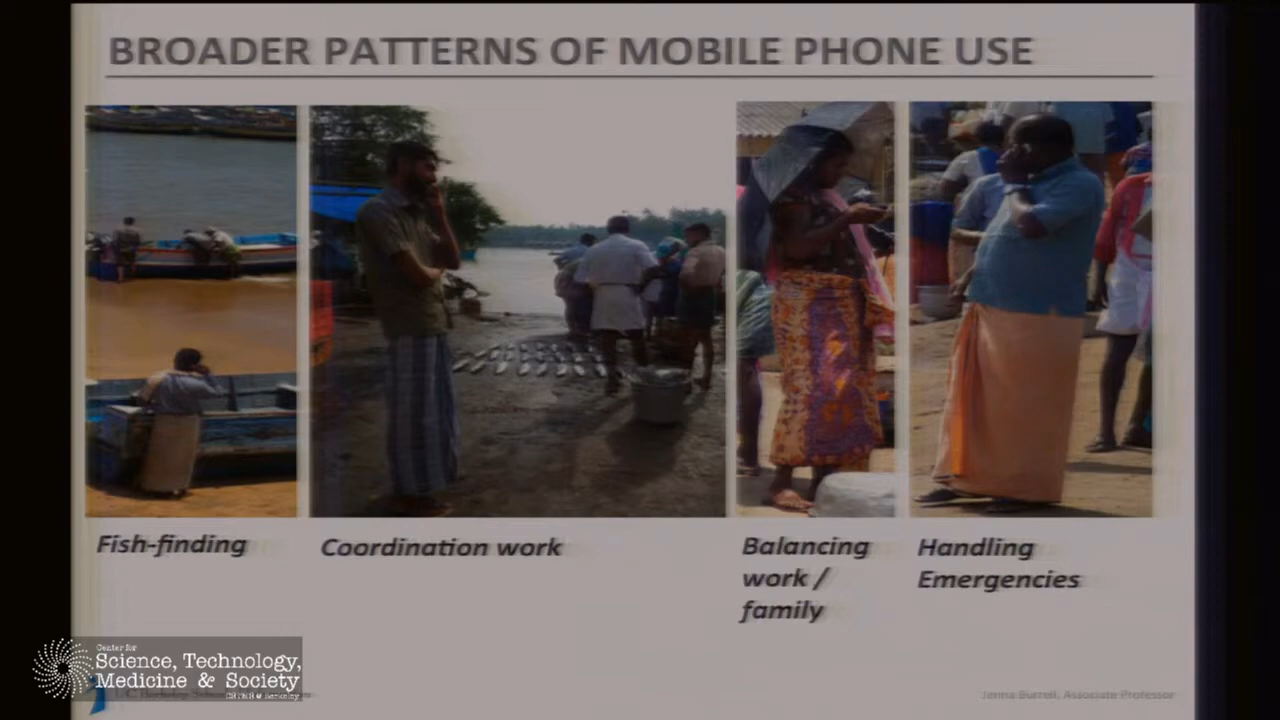 BROADER PATTERNS OF MOBILE PHONE USE
Fish-finding
Coordination work
Balancing
work /
family
Handling
Emergencies
Center for
Science, Technology,
Medicine & Society
Jenna Burrell, Associate Professor